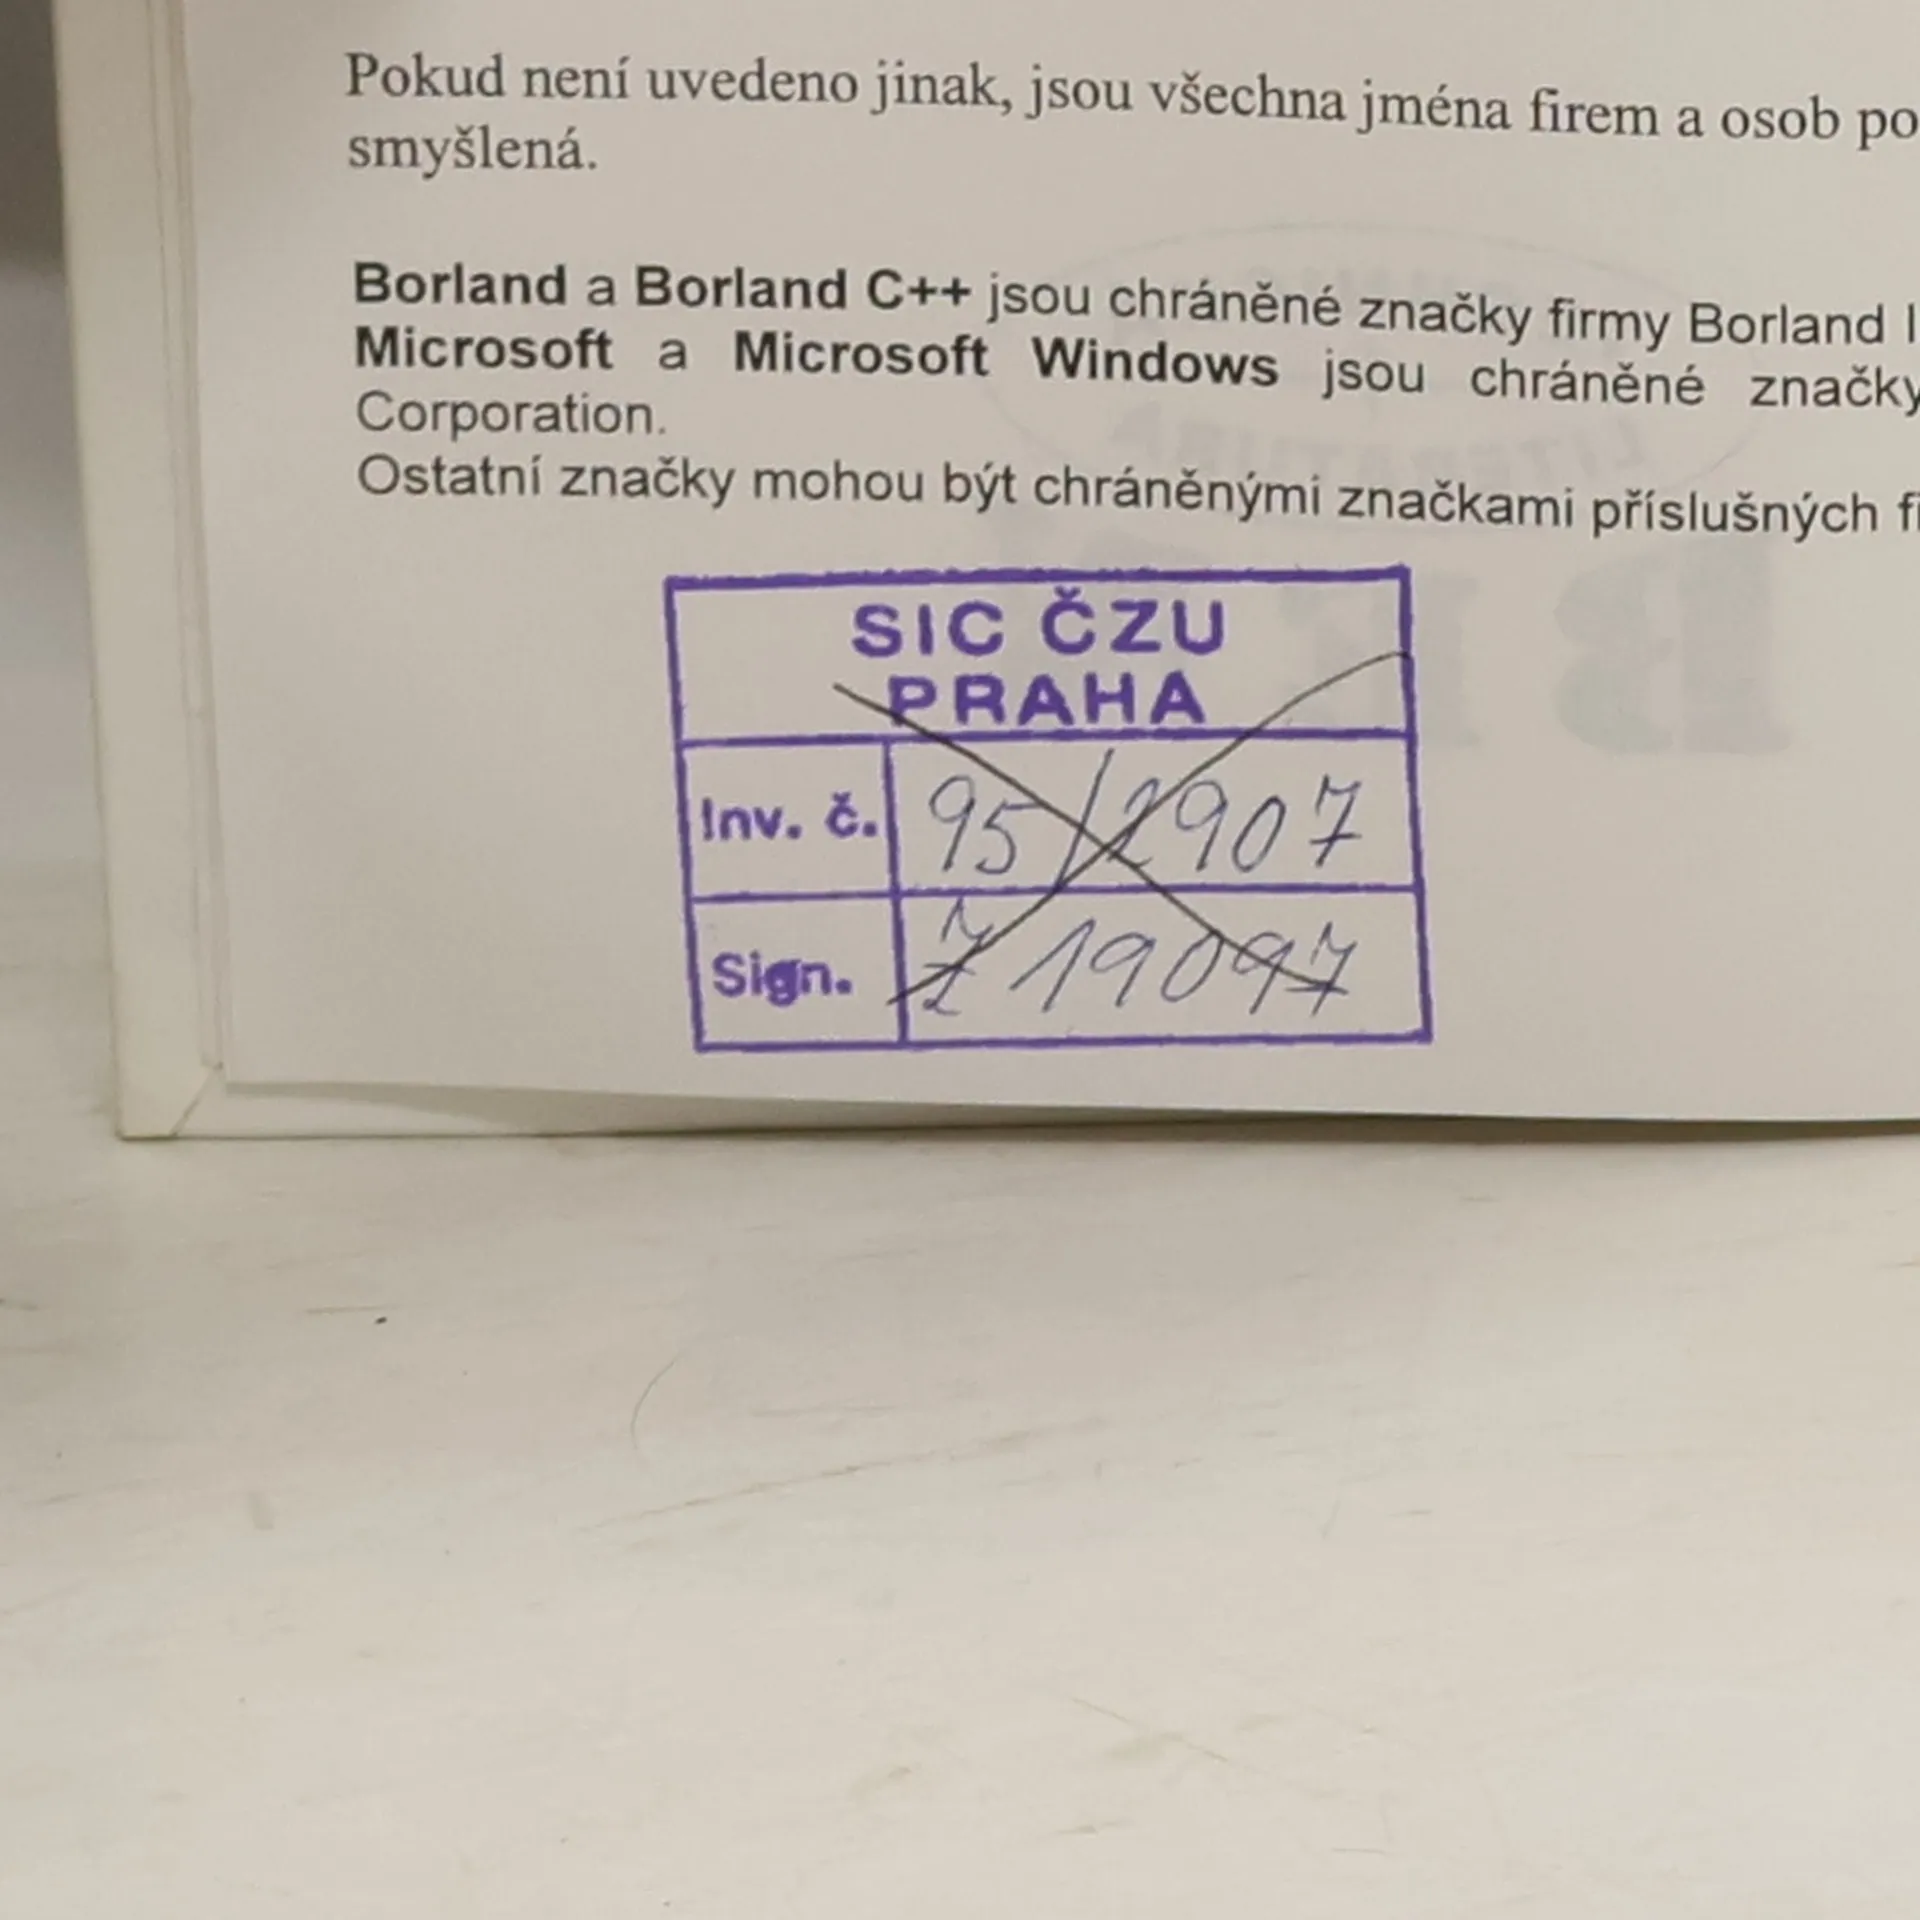 Pokud není uvedeno jinak, jsou všechna jména firem a osob po
smyšlená.
Borland a Borland C++ jsou chráněné značky firmy Borland I
Microsoft a Microsoft Windows jsou chráněné značky
Corporation.
Ostatní značky mohou být chráněnými značkami příslušných fi
SIC ČZU
PRAHA
Inv. č. 95/2907
Sign. Z 19097